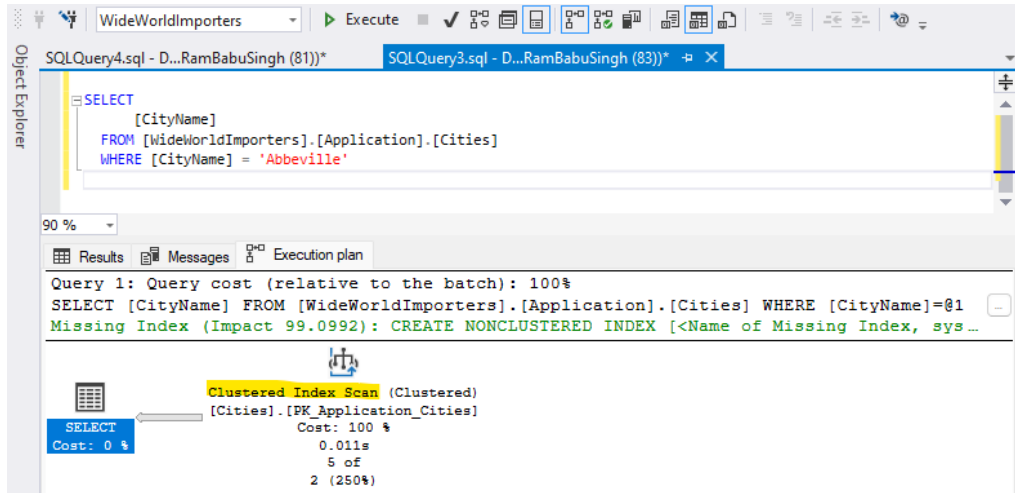 WideWorldImporters
Execute
Object Explorer
SQLQuery4.sql - D...RamBabuSingh (81))*
SQLQuery3.sql - D...RamBabuSingh (83))*
SELECT
[CityName]
FROM [WideWorldImporters].[Application].[Cities]
WHERE [CityName] = 'Abbeville'
90 %
Results
Messages
Execution plan
Query 1: Query cost (relative to the batch): 100%
SELECT [CityName] FROM [WideWorldImporters].[Application].[Cities] WHERE [CityName]=@1
Missing Index (Impact 99.0992): CREATE NONCLUSTERED INDEX [<Name of Missing Index, sys…
Clustered Index Scan (Clustered)
[Cities].[PK_Application_Cities]
Cost: 100 %
0.011s
5 of
2 (250%)
SELECT
Cost: 0 %